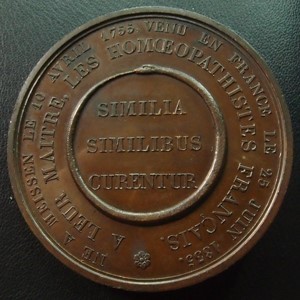 NE A MEISSEN LE 10 AVRIL 1755 VENU EN FRANCE LE 25 JUIN 1835.
A LEUR MAITRE, LES HOMŒOPATHISTES FRANÇAIS.
SIMILIA
SIMILIBUS
CURENTUR